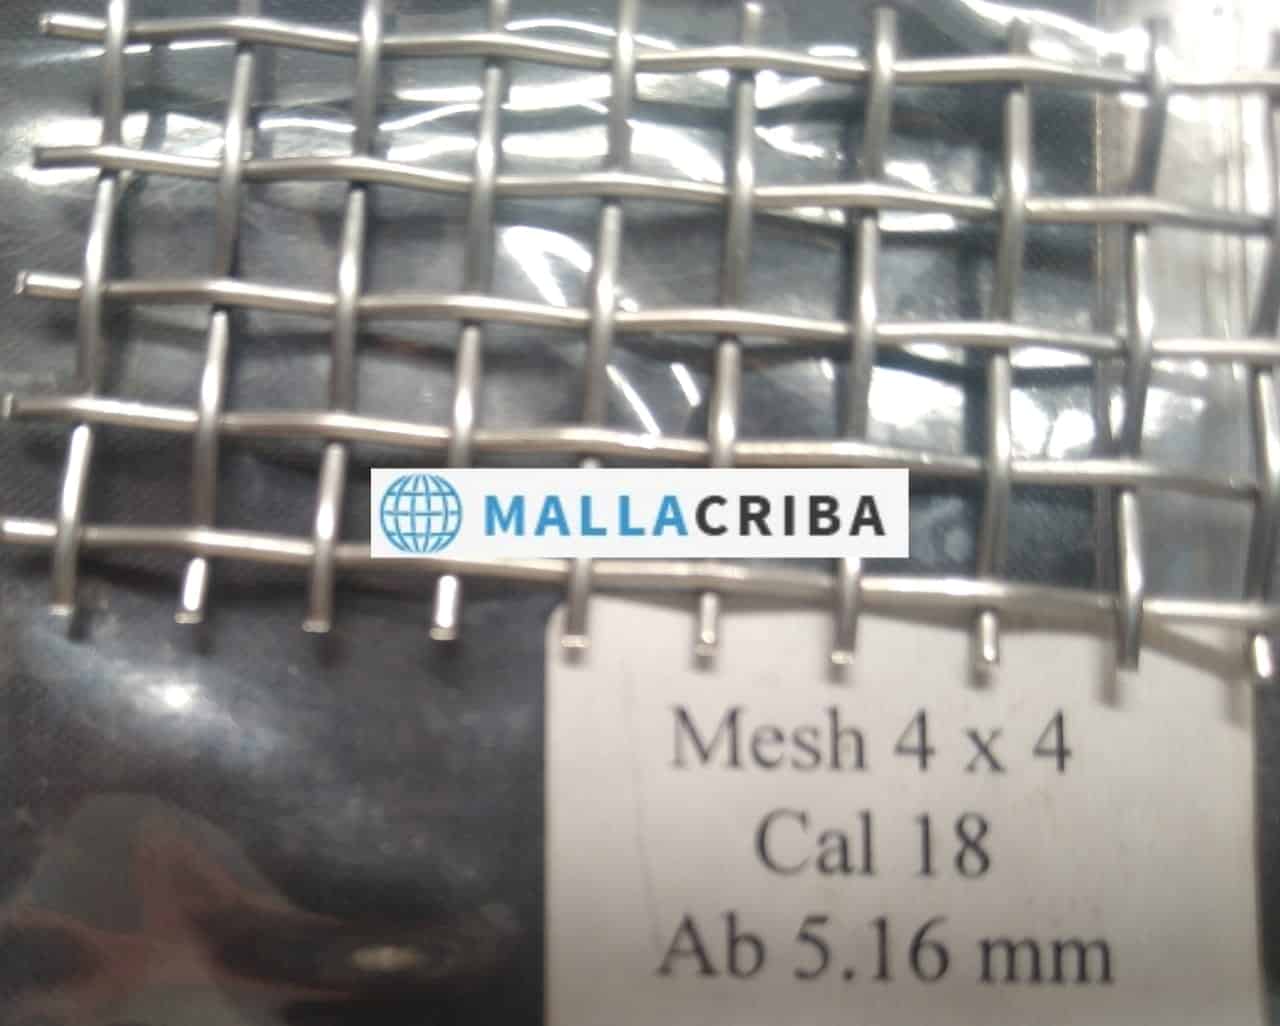 MALLACRIBA
Mesh 4 x 4
Cal 18
Ab 5.16 mm